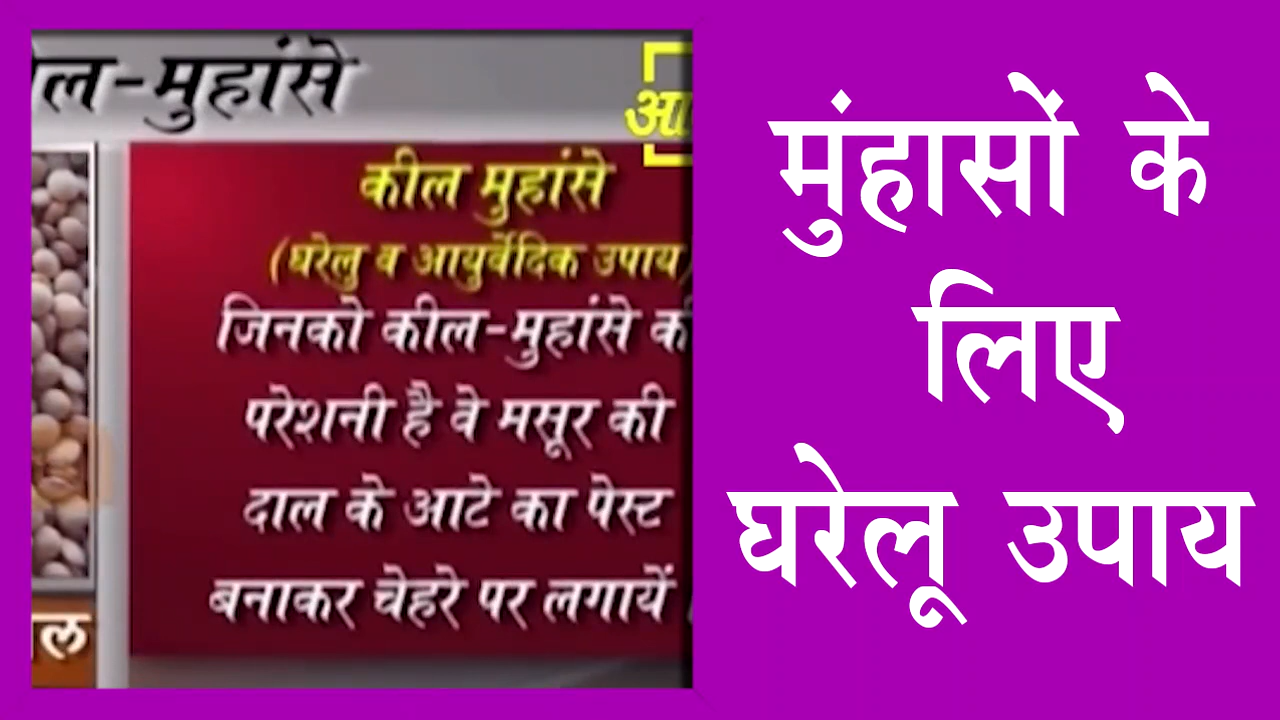 ील-मुहांसे
आ
कील मुहांसे
(घरेलु व आयुर्वेदिक उपाय)
जिनको कील-मुहांसे की
परेशनी है वे मसूर की
दाल के आटे का पेस्ट
बनाकर चेहरे पर लगायें
ाल
मुंहासों के
लिए
घरेलू उपाय